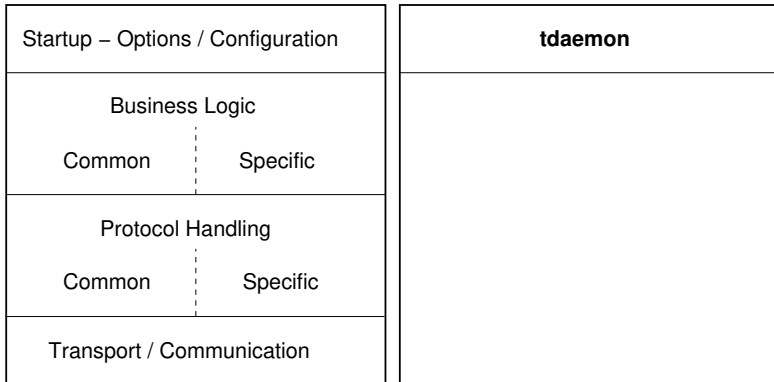 Startup – Options / Configuration
tdaemon
Business Logic
Common Specific
Protocol Handling
Common Specific
Transport / Communication